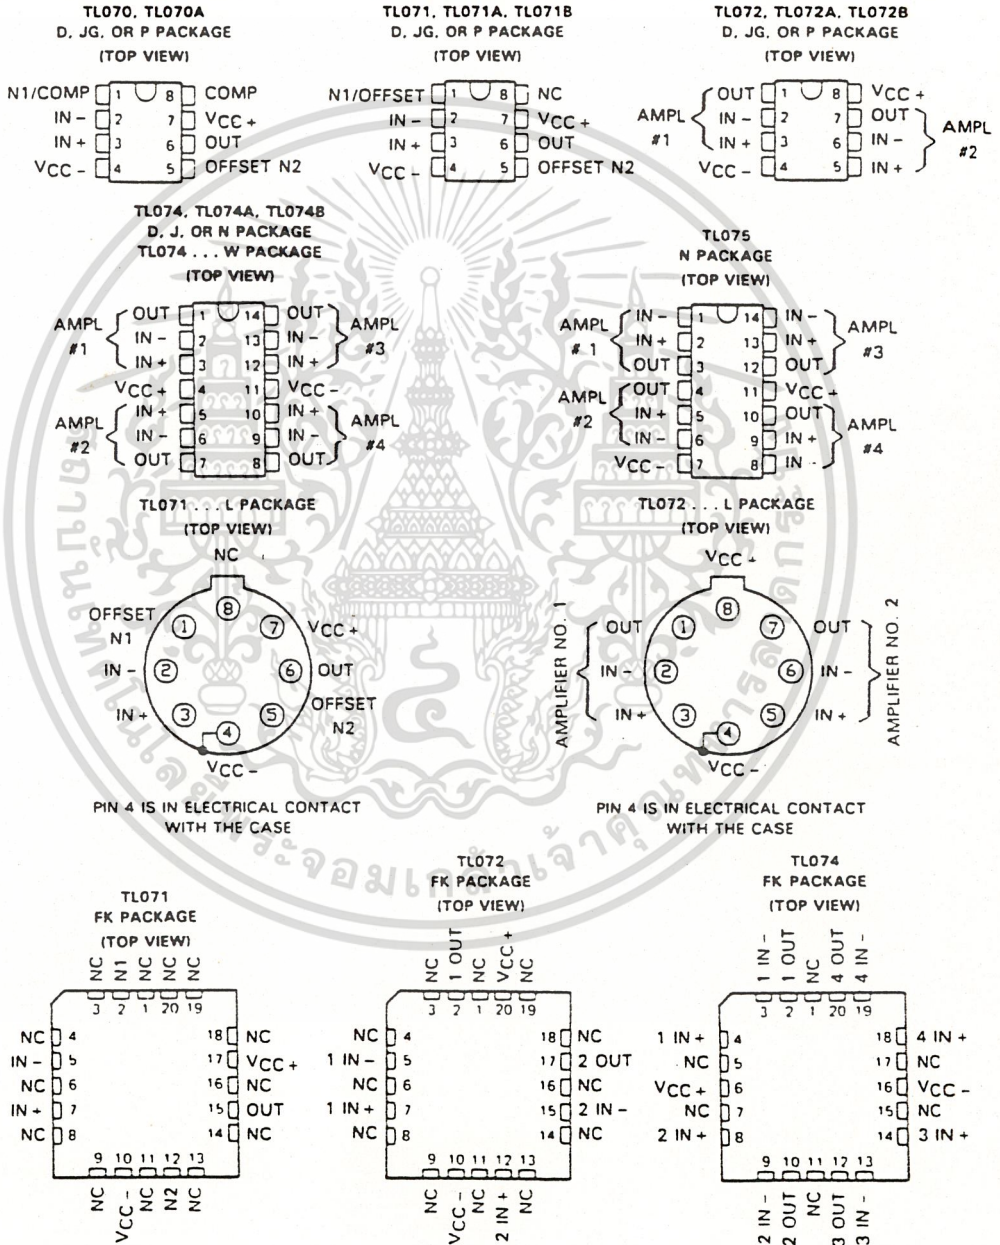 TL070, TL070A
D, JG, OR P PACKAGE
(TOP VIEW)
N1/COMP 1 8 COMP
IN - 2 7 VCC +
IN + 3 6 OUT
VCC - 4 5 OFFSET N2
TL071, TL071A, TL071B
D, JG, OR P PACKAGE
(TOP VIEW)
N1/OFFSET 1 8 NC
IN - 2 7 VCC +
IN + 3 6 OUT
VCC - 4 5 OFFSET N2
TL072, TL072A, TL072B
D, JG, OR P PACKAGE
(TOP VIEW)
AMPL #1
OUT 1 8 VCC +
IN - 2 7 OUT
IN + 3 6 IN -
VCC - 4 5 IN +
AMPL #2
TL074, TL074A, TL074B
D, J, OR N PACKAGE
TL074 . . . W PACKAGE
(TOP VIEW)
AMPL #1
AMPL #2
OUT 1 14 OUT
IN - 2 13 IN -
IN + 3 12 IN +
VCC + 4 11 VCC -
IN + 5 10 IN +
IN - 6 9 IN -
OUT 7 8 OUT
AMPL #3
AMPL #4
TL075
N PACKAGE
(TOP VIEW)
AMPL # 1
AMPL #2
IN - 1 14 IN -
IN + 2 13 IN +
OUT 3 12 OUT
OUT 4 11 VCC +
IN + 5 10 OUT
IN - 6 9 IN +
VCC - 7 8 IN -
AMPL #3
AMPL #4
TL071 . . . L PACKAGE
(TOP VIEW)
NC
8
OFFSET N1 1 7 VCC +
IN - 2 6 OUT
IN + 3 5 OFFSET N2
4
VCC -
PIN 4 IS IN ELECTRICAL CONTACT
WITH THE CASE
TL072 . . . L PACKAGE
(TOP VIEW)
VCC +
8
AMPLIFIER NO. 1
OUT 1 7 OUT
IN - 2 6 IN -
IN + 3 5 IN +
AMPLIFIER NO. 2
4
VCC -
PIN 4 IS IN ELECTRICAL CONTACT
WITH THE CASE
TL071
FK PACKAGE
(TOP VIEW)
NC N1 NC NC NC
3 2 1 20 19
NC 4 18 NC
IN - 5 17 VCC +
NC 6 16 NC
IN + 7 15 OUT
NC 8 14 NC
9 10 11 12 13
NC VCC - NC N2 NC
TL072
FK PACKAGE
(TOP VIEW)
NC 1 OUT NC VCC + NC
3 2 1 20 19
NC 4 18 NC
1 IN - 5 17 2 OUT
NC 6 16 NC
1 IN + 7 15 2 IN -
NC 8 14 NC
9 10 11 12 13
NC VCC - NC 2 IN + NC
TL074
FK PACKAGE
(TOP VIEW)
1 IN - 1 OUT NC 4 OUT 4 IN -
3 2 1 20 19
1 IN + 4 18 4 IN +
NC 5 17 NC
VCC + 6 16 VCC -
NC 7 15 NC
2 IN + 8 14 3 IN +
9 10 11 12 13
2 IN - 2 OUT NC 3 OUT 3 IN -